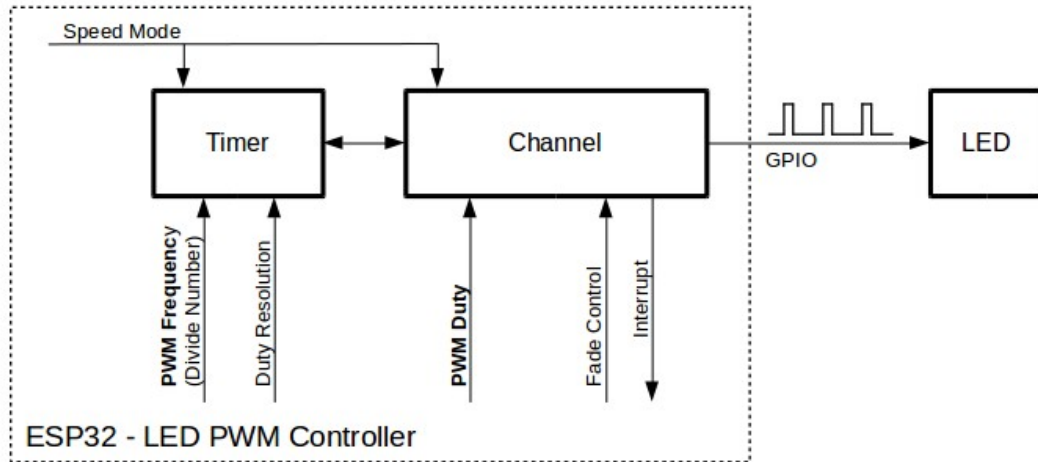 Speed Mode
Timer
Channel
GPIO
LED
PWM Frequency
(Divide Number)
Duty Resolution
PWM Duty
Fade Control
Interrupt
ESP32 - LED PWM Controller